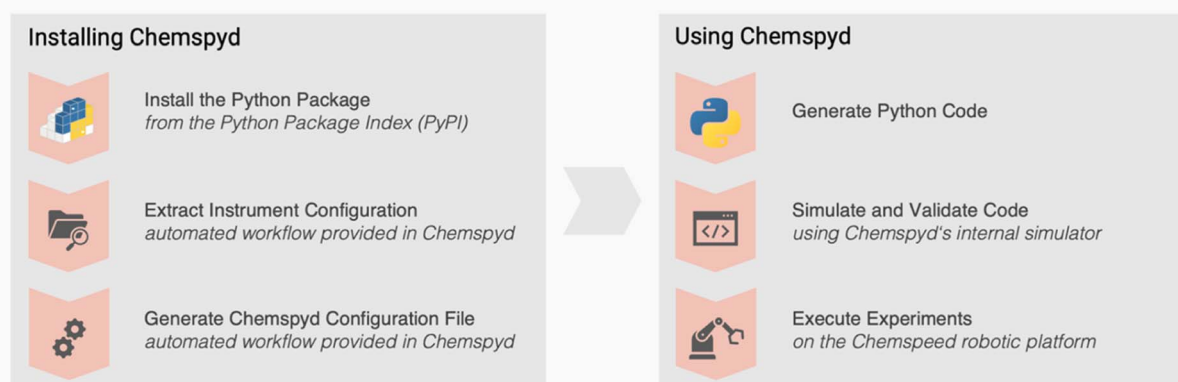 Installing Chemspyd
Install the Python Package
from the Python Package Index (PyPI)
Extract Instrument Configuration
automated workflow provided in Chemspyd
Generate Chemspyd Configuration File
automated workflow provided in Chemspyd
Using Chemspyd
Generate Python Code
Simulate and Validate Code
</>
using Chemspyd‘s internal simulator
Execute Experiments
on the Chemspeed robotic platform